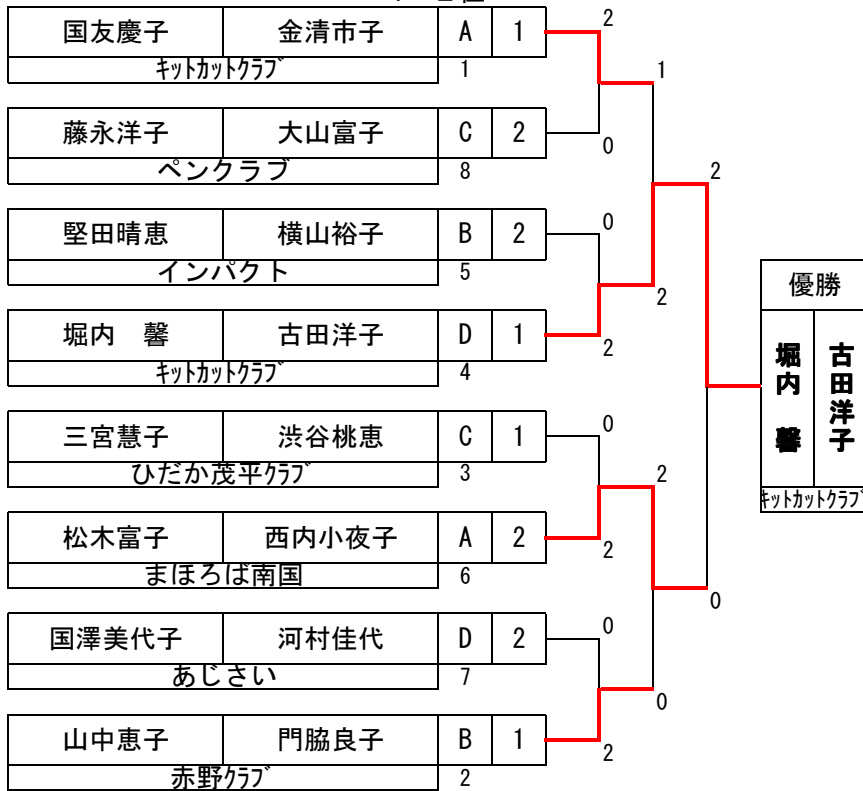 国友慶子 金清市子 A 1
キットカットクラブ 1
藤永洋子 大山富子 C 2
ペンクラブ 8
堅田晴恵 横山裕子 B 2
インパクト 5
堀内 馨 古田洋子 D 1
キットカットクラブ 4
三宮慧子 渋谷桃恵 C 1
ひだか茂平クラブ 3
松木富子 西内小夜子 A 2
まほろば南国 6
国澤美代子 河村佳代 D 2
あじさい 7
山中恵子 門脇良子 B 1
赤野クラブ 2
2
0
0
2
0
2
0
2
1
2
2
0
2
0
優勝
堀内 馨
古田洋子
キットカットクラブ